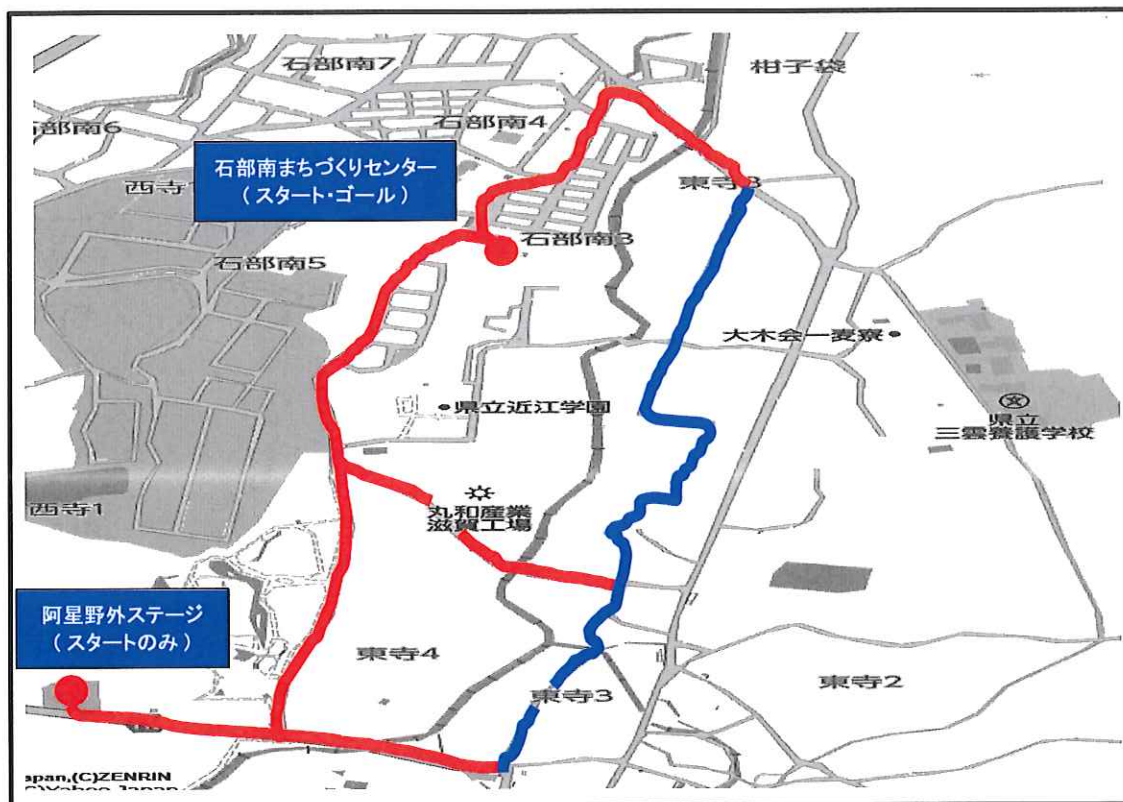 石部南7
柑子袋
石部南6
石部南4
石部南まちづくりセンター
(スタート・ゴール)
西寺
東寺3
石部南3
石部南5
大木会一麦寮
県立近江学園
県立
三雲養護学校
丸和産業
滋賀工場
西寺1
阿星野外ステージ
(スタートのみ)
東寺4
東寺3
東寺2
apan,(C)ZENRIN
C)Yahoo Japan